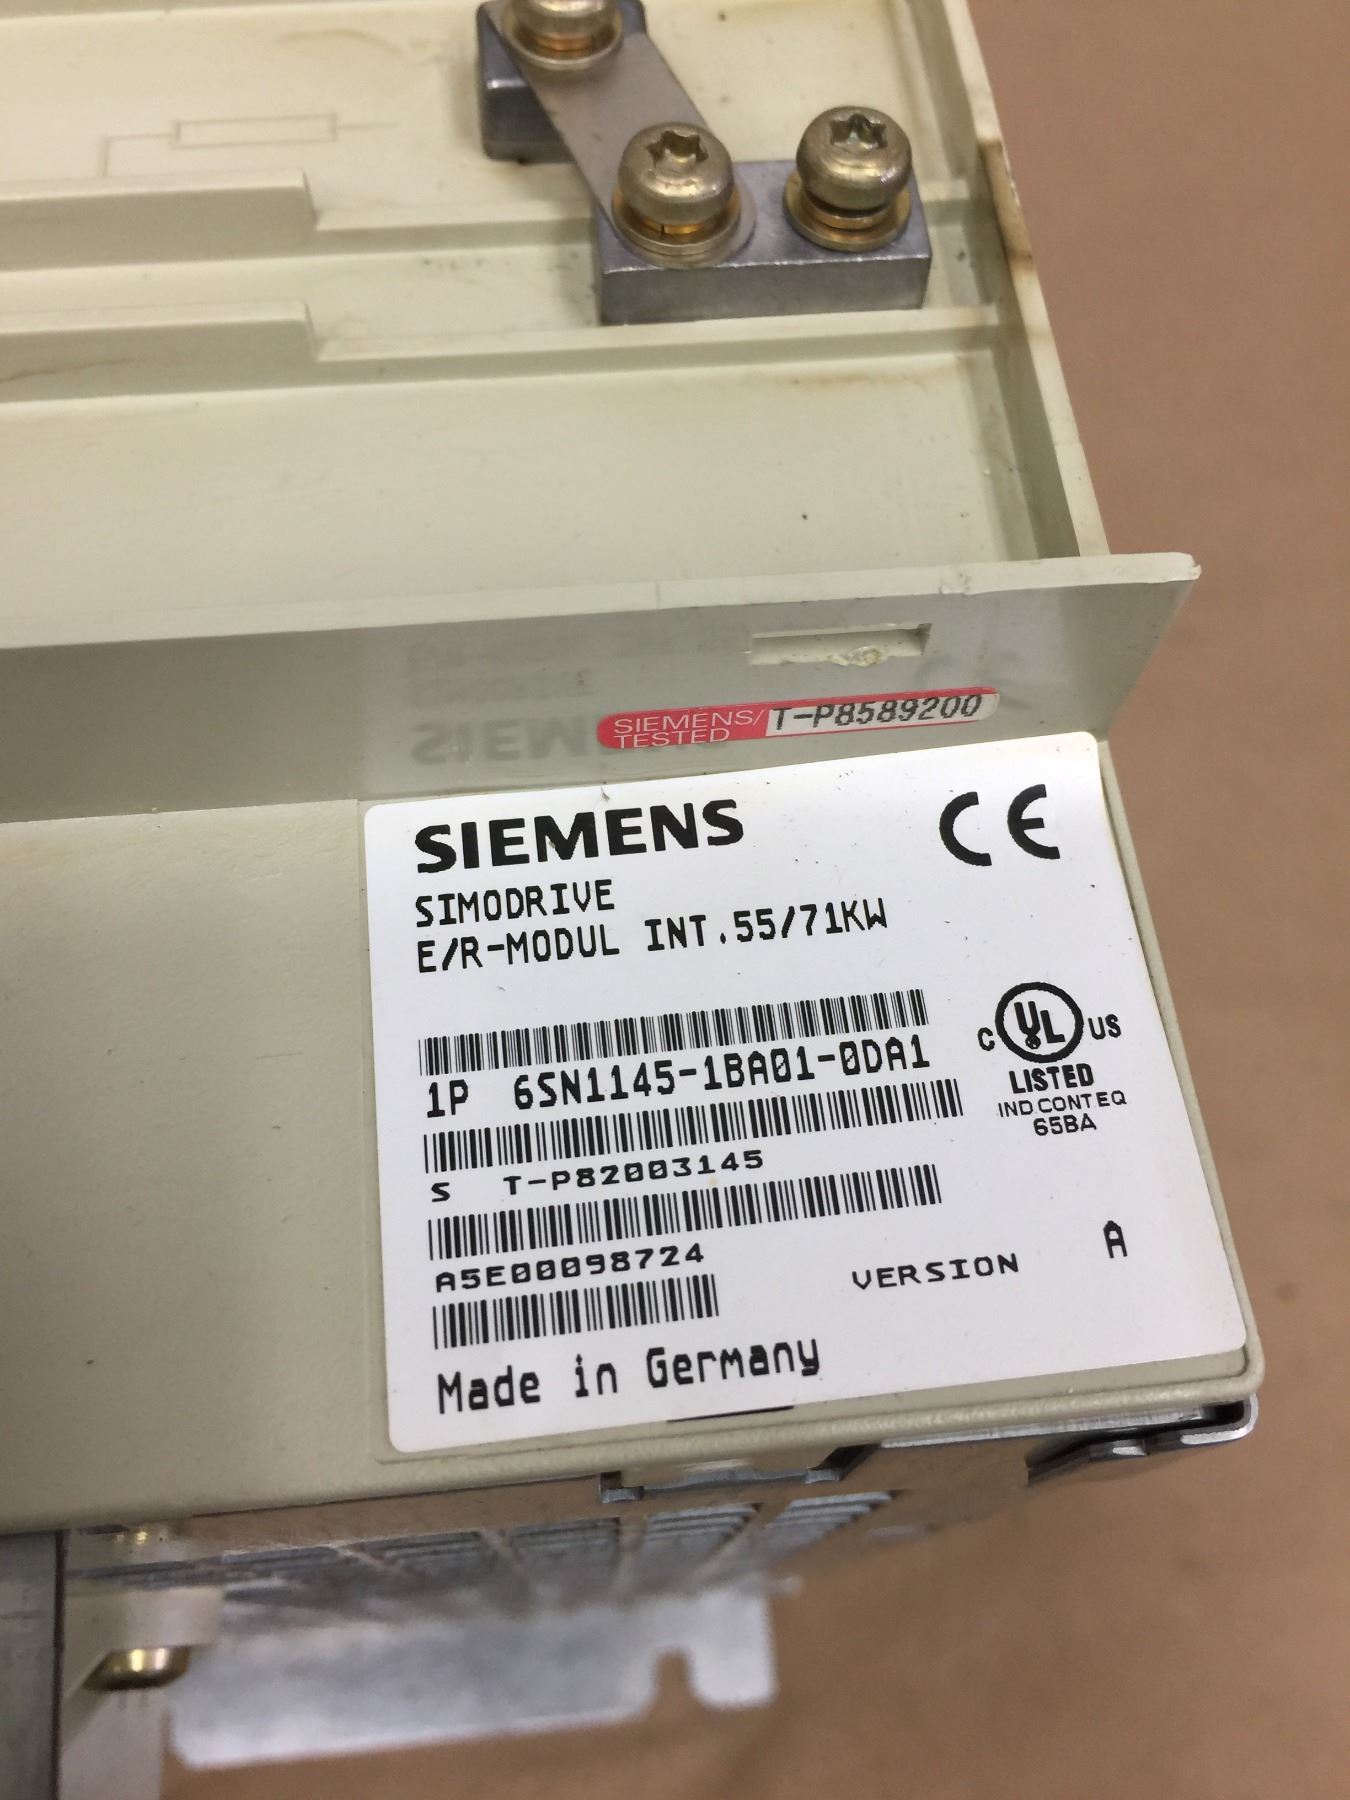 SIEMENS/ T-P8589200
TESTED
SIEMENS CE
SIMODRIVE
E/R-MODUL INT.55/71KW
1P 6SN1145-1BA01-0DA1
C UL US
LISTED
IND CONT EQ
65BA
S T-P82003145
A5E00098724
VERSION A
Made in Germany